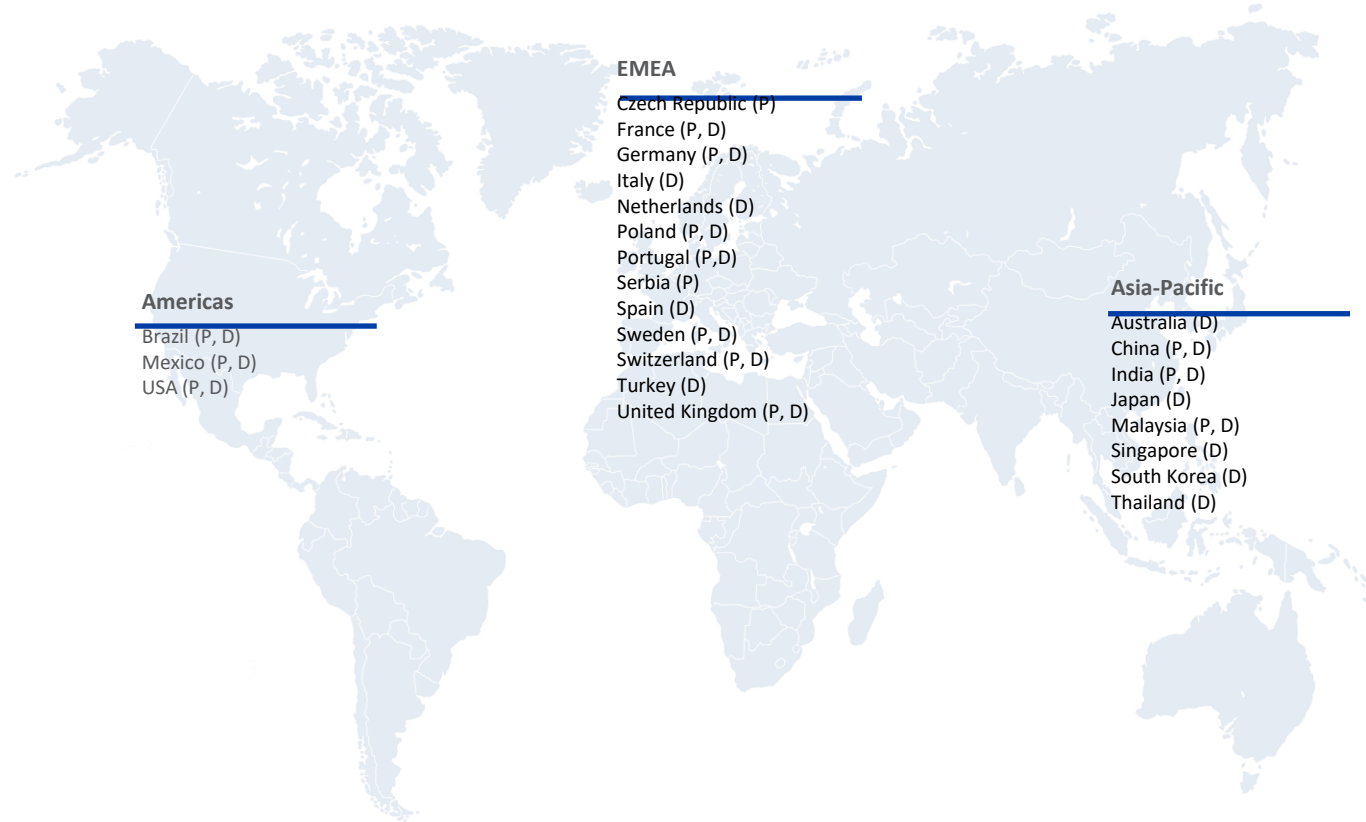 EMEA
Czech Republic (P)
France (P, D)
Germany (P, D)
Italy (D)
Netherlands (D)
Poland (P, D)
Portugal (P,D)
Serbia (P)
Spain (D)
Sweden (P, D)
Switzerland (P, D)
Turkey (D)
United Kingdom (P, D)
Americas
Brazil (P, D)
Mexico (P, D)
USA (P, D)
Asia-Pacific
Australia (D)
China (P, D)
India (P, D)
Japan (D)
Malaysia (P, D)
Singapore (D)
South Korea (D)
Thailand (D)